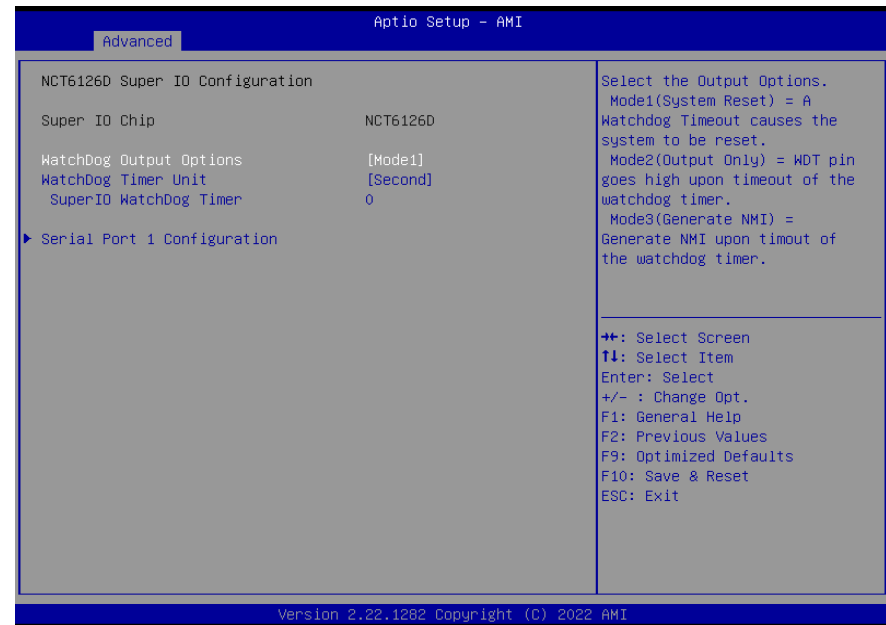 Aptio Setup – AMI
Advanced
NCT6126D Super IO Configuration
Super IO Chip NCT6126D
WatchDog Output Options [Mode1]
WatchDog Timer Unit [Second]
SuperIO WatchDog Timer 0
▶ Serial Port 1 Configuration
Select the Output Options.
Mode1(System Reset) = A
Watchdog Timeout causes the
system to be reset.
Mode2(Output Only) = WDT pin
goes high upon timeout of the
watchdog timer.
Mode3(Generate NMI) =
Generate NMI upon timout of
the watchdog timer.
→←: Select Screen
↑↓: Select Item
Enter: Select
+/- : Change Opt.
F1: General Help
F2: Previous Values
F9: Optimized Defaults
F10: Save & Reset
ESC: Exit
Version 2.22.1282 Copyright (C) 2022 AMI